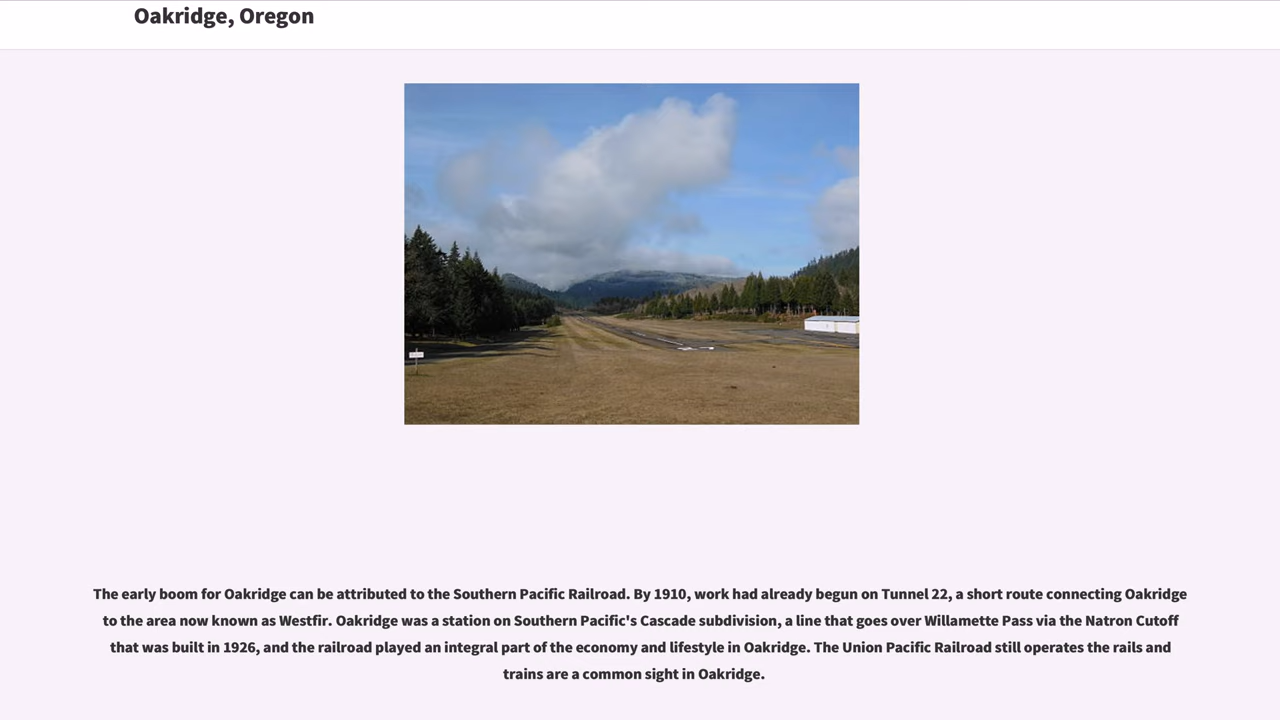 Oakridge, Oregon
The early boom for Oakridge can be attributed to the Southern Pacific Railroad. By 1910, work had already begun on Tunnel 22, a short route connecting Oakridge
to the area now known as Westfir. Oakridge was a station on Southern Pacific's Cascade subdivision, a line that goes over Willamette Pass via the Natron Cutoff
that was built in 1926, and the railroad played an integral part of the economy and lifestyle in Oakridge. The Union Pacific Railroad still operates the rails and
trains are a common sight in Oakridge.